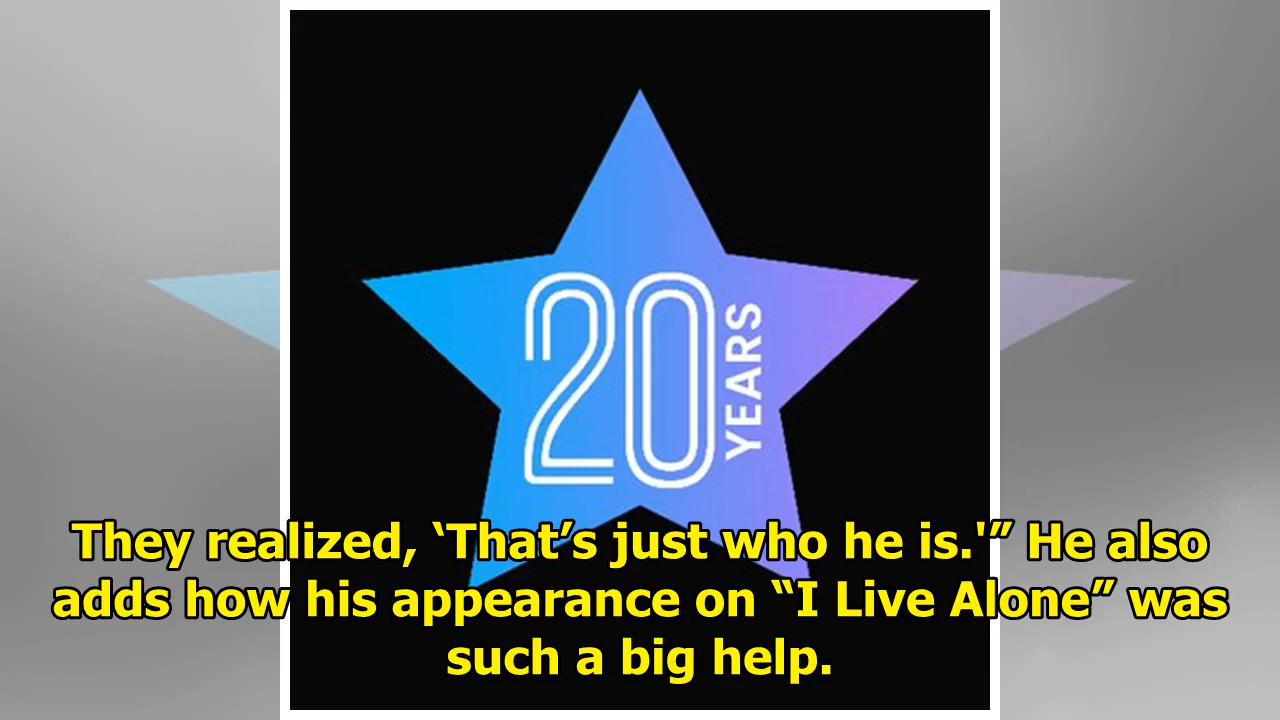 20
YEARS
They realized, ‘That’s just who he is.'” He also
adds how his appearance on “I Live Alone” was
such a big help.